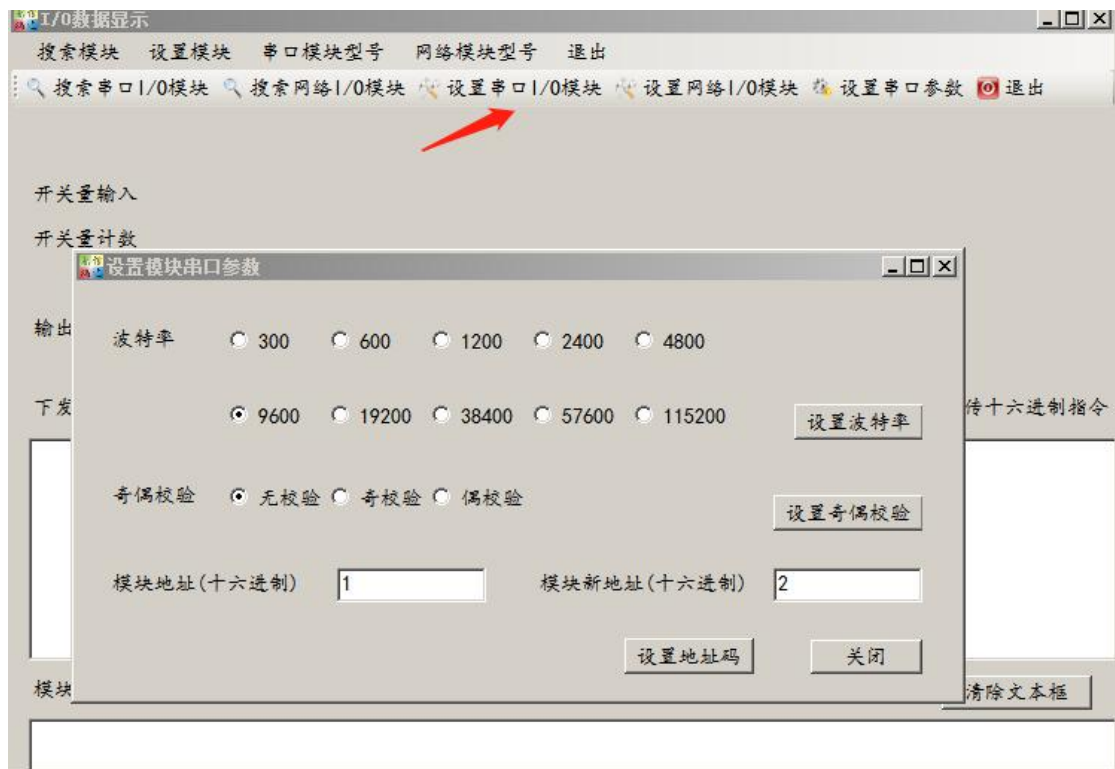 I/O数据显示
搜索模块 设置模块 串口模块型号 网络模块型号 退出
搜索串口I/O模块 搜索网络I/O模块 设置串口I/O模块 设置网络I/O模块 设置串口参数 退出
开关量输入
开关量计数
设置模块串口参数
输出
波特率 300 600 1200 2400 4800
下发 传十六进制指令
9600 19200 38400 57600 115200 设置波特率
奇偶校验 无校验 奇校验 偶校验 设置奇偶校验
模块地址(十六进制) 1 模块新地址(十六进制) 2
设置地址码 关闭
模块 清除文本框